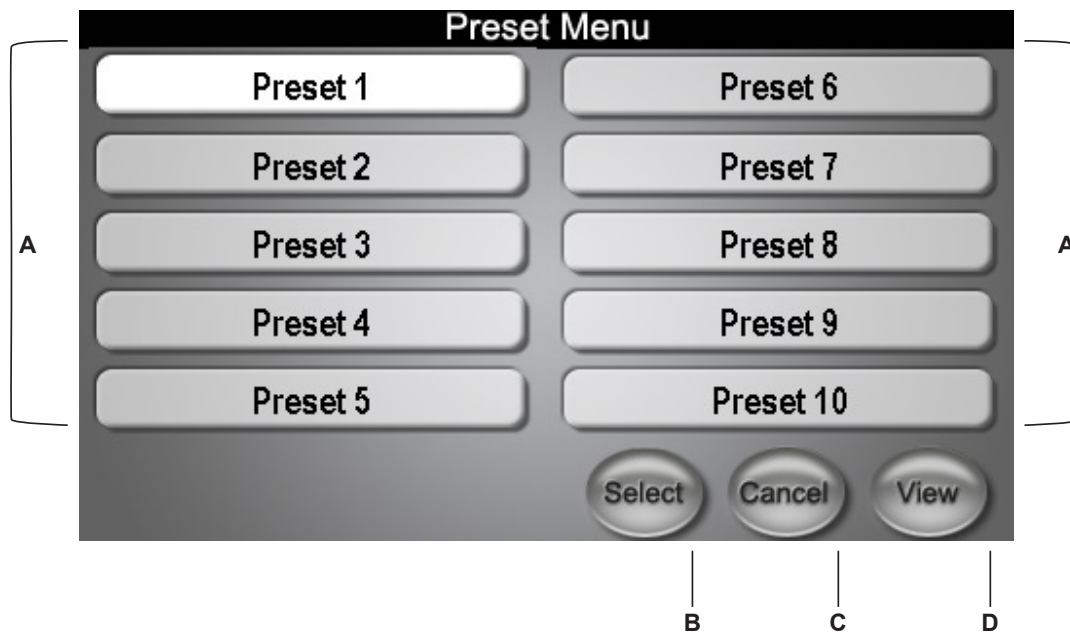 Preset Menu
Preset 1
Preset 6
Preset 2
Preset 7
Preset 3
Preset 8
A
A
Preset 4
Preset 9
Preset 5
Preset 10
Select Cancel View
B C D